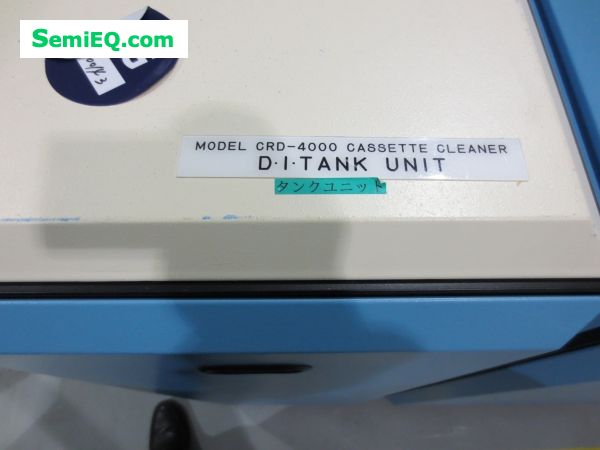 SemiEQ.com
MODEL CRD-4000 CASSETTE CLEANER
D·I·TANK UNIT
タンクユニット